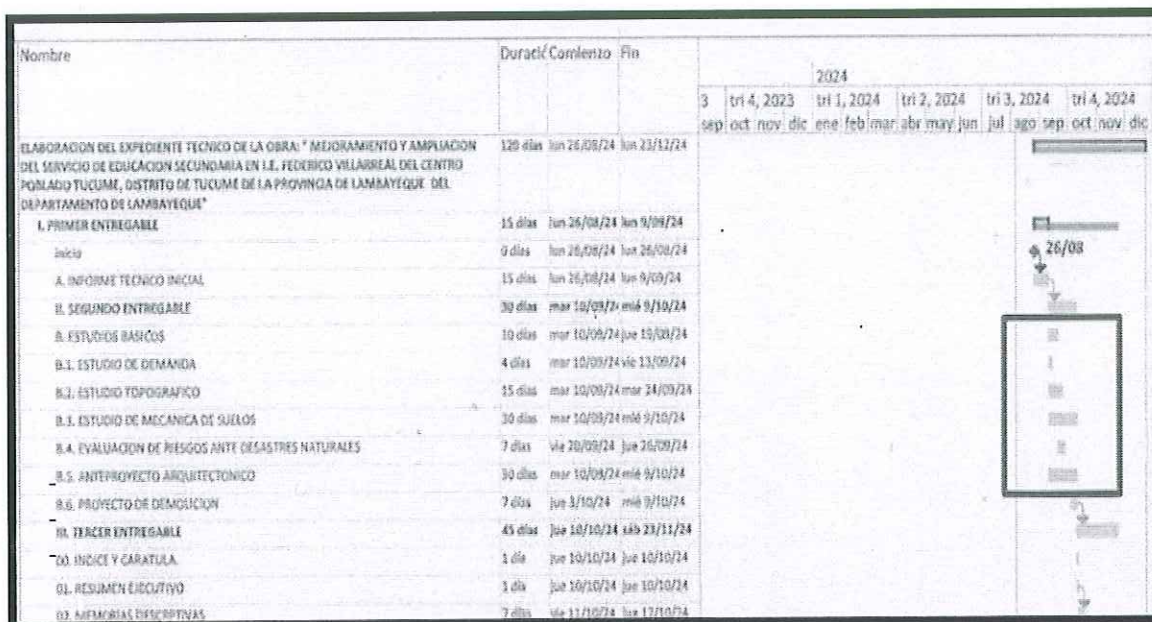 Nombre Duració Comienzo Fin
2024
3 tri 4, 2023 tri 1, 2024 tri 2, 2024 tri 3, 2024 tri 4, 2024
sep oct nov dic ene feb mar abr may jun jul ago sep oct nov dic
ELABORACION DEL EXPEDIENTE TECNICO DE LA OBRA: " MEJORAMIENTO Y AMPLIACION 120 días lun 26/08/24 lun 23/12/24
DEL SERVICIO DE EDUCACION SECUNDARIA EN I.E. FEDERICO VILLARREAL DEL CENTRO
POBLADO TUCUME, DISTRITO DE TUCUME DE LA PROVINCIA DE LAMBAYEQUE DEL
DEPARTAMENTO DE LAMBAYEQUE"
I. PRIMER ENTREGABLE 15 días lun 26/08/24 lun 9/09/24
inicio 0 días lun 26/08/24 lun 26/08/24 26/08
A. INFORME TECNICO INICIAL 15 días lun 26/08/24 lun 9/09/24
II. SEGUNDO ENTREGABLE 30 días mar 10/09/24 mié 9/10/24
B. ESTUDIOS BASICOS 10 días mar 10/09/24 jue 19/09/24
B.1. ESTUDIO DE DEMANDA 4 días mar 10/09/24 vie 13/09/24
B.2. ESTUDIO TOPOGRAFICO 15 días mar 10/09/24 mar 24/09/24
B.3. ESTUDIO DE MECANICA DE SUELOS 30 días mar 10/09/24 mié 9/10/24
B.4. EVALUACION DE RIESGOS ANTE DESASTRES NATURALES 7 días vie 20/09/24 jue 26/09/24
B.5. ANTEPROYECTO ARQUITECTONICO 30 días mar 10/09/24 mié 9/10/24
B.6. PROYECTO DE DEMOLICION 7 días jue 3/10/24 mié 9/10/24
III. TERCER ENTREGABLE 45 días jue 10/10/24 sáb 23/11/24
00. INDICE Y CARATULA 1 día jue 10/10/24 jue 10/10/24
01. RESUMEN EJECUTIVO 1 día jue 10/10/24 jue 10/10/24
02. MEMORIAS DESCRIPTIVAS 7 días vie 11/10/24 jue 17/10/24